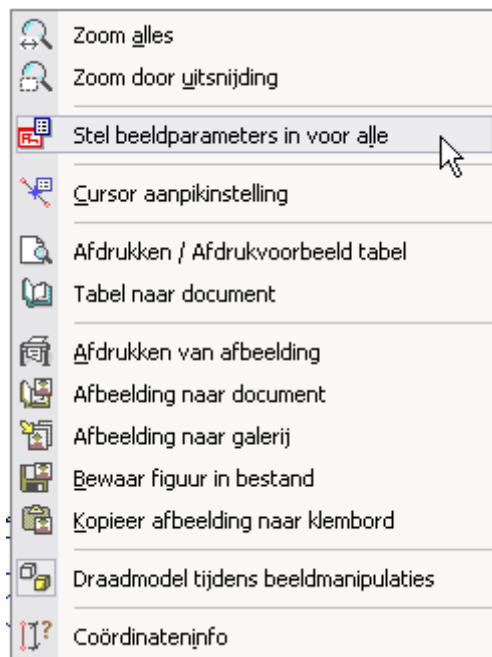 Zoom alles
Zoom door uitsnijding
Stel beeldparameters in voor alle
Cursor aanpikinstelling
Afdrukken / Afdrukvoorbeeld tabel
Tabel naar document
Afdrukken van afbeelding
Afbeelding naar document
Afbeelding naar galerij
Bewaar figuur in bestand
Kopieer afbeelding naar klembord
Draadmodel tijdens beeldmanipulaties
Coördinateninfo